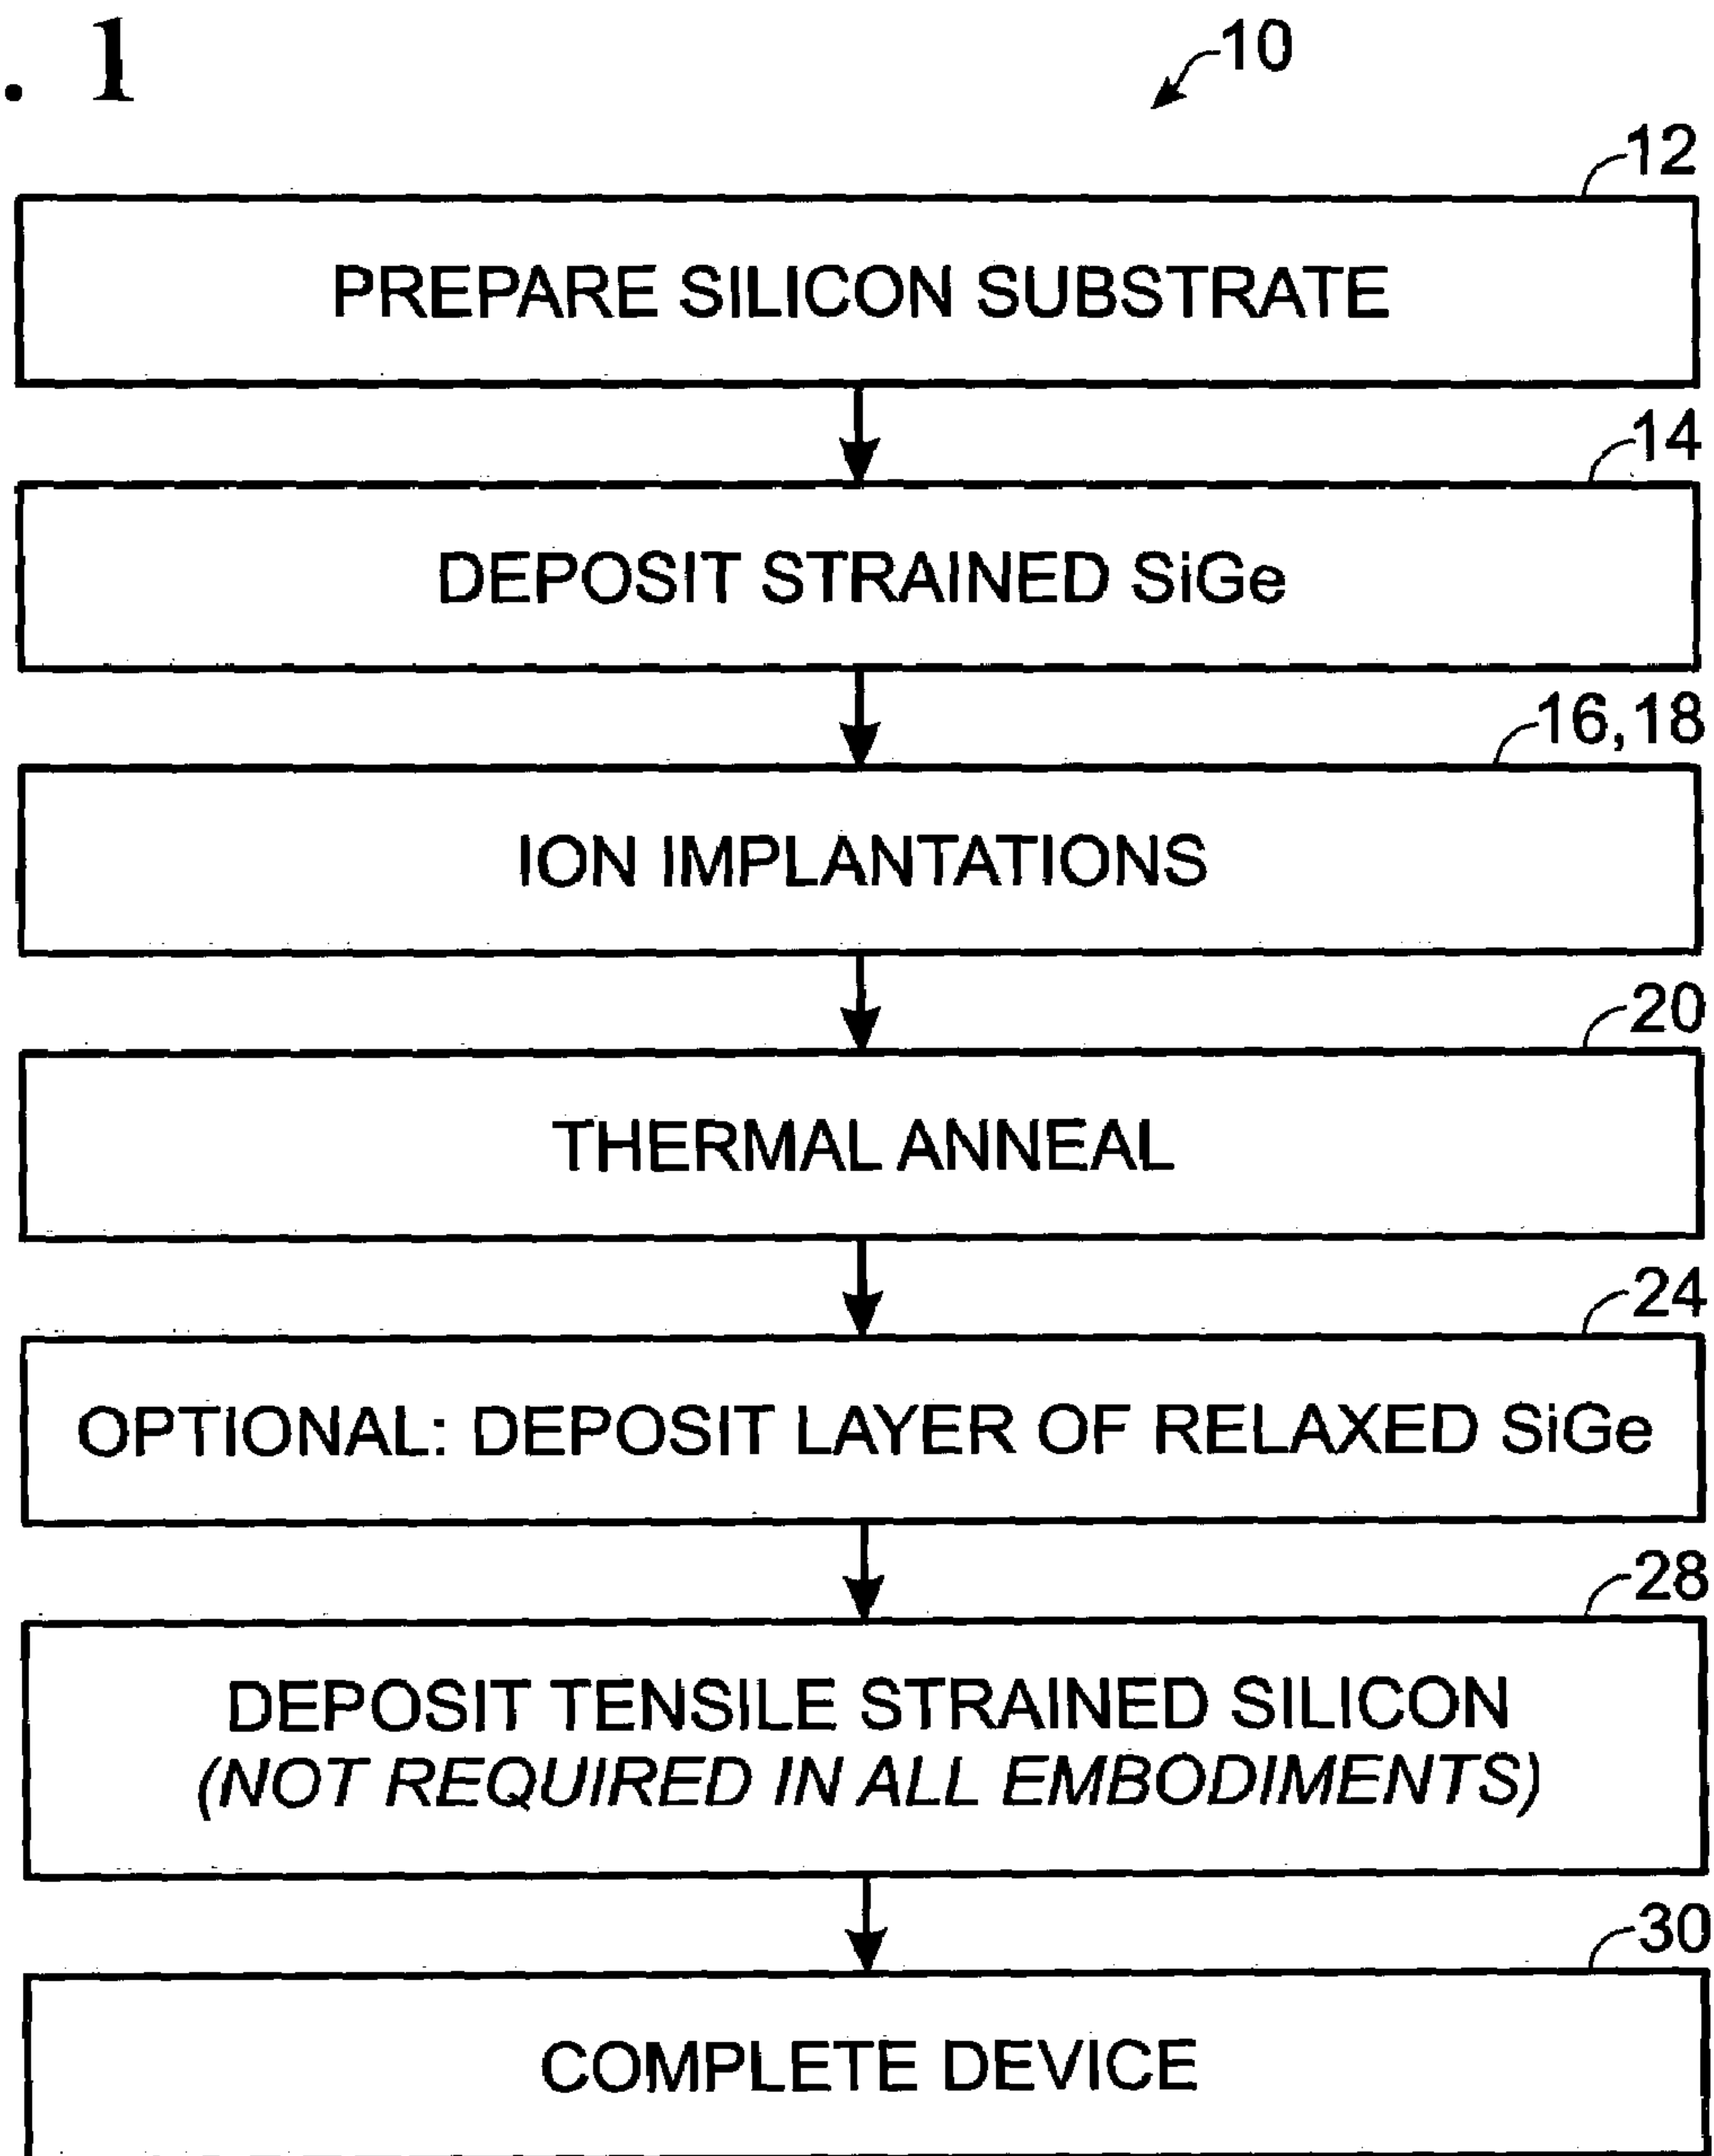 . 1
10
12
PREPARE SILICON SUBSTRATE
14
DEPOSIT STRAINED SiGe
16,18
ION IMPLANTATIONS
20
THERMAL ANNEAL
24
OPTIONAL: DEPOSIT LAYER OF RELAXED SiGe
28
DEPOSIT TENSILE STRAINED SILICON
(NOT REQUIRED IN ALL EMBODIMENTS)
30
COMPLETE DEVICE